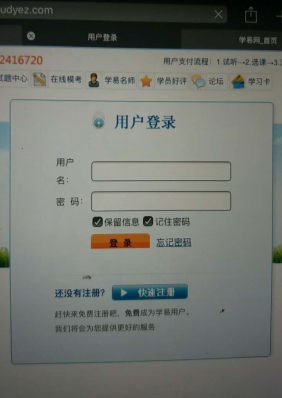 udyez.com
用户登录
学易网_首页
2416720
用户支付流程：1.试听→2.选课→3.
试题中心 在线模考 学易名师 学员好评 论坛 学习卡
用户登录
用户
名：
密 码：
保留信息 记住密码
登 录 忘记密码
还没有注册？ 快速注册
赶快来免费注册吧，免费成为学易用户。
我们将会为您提供更好的服务